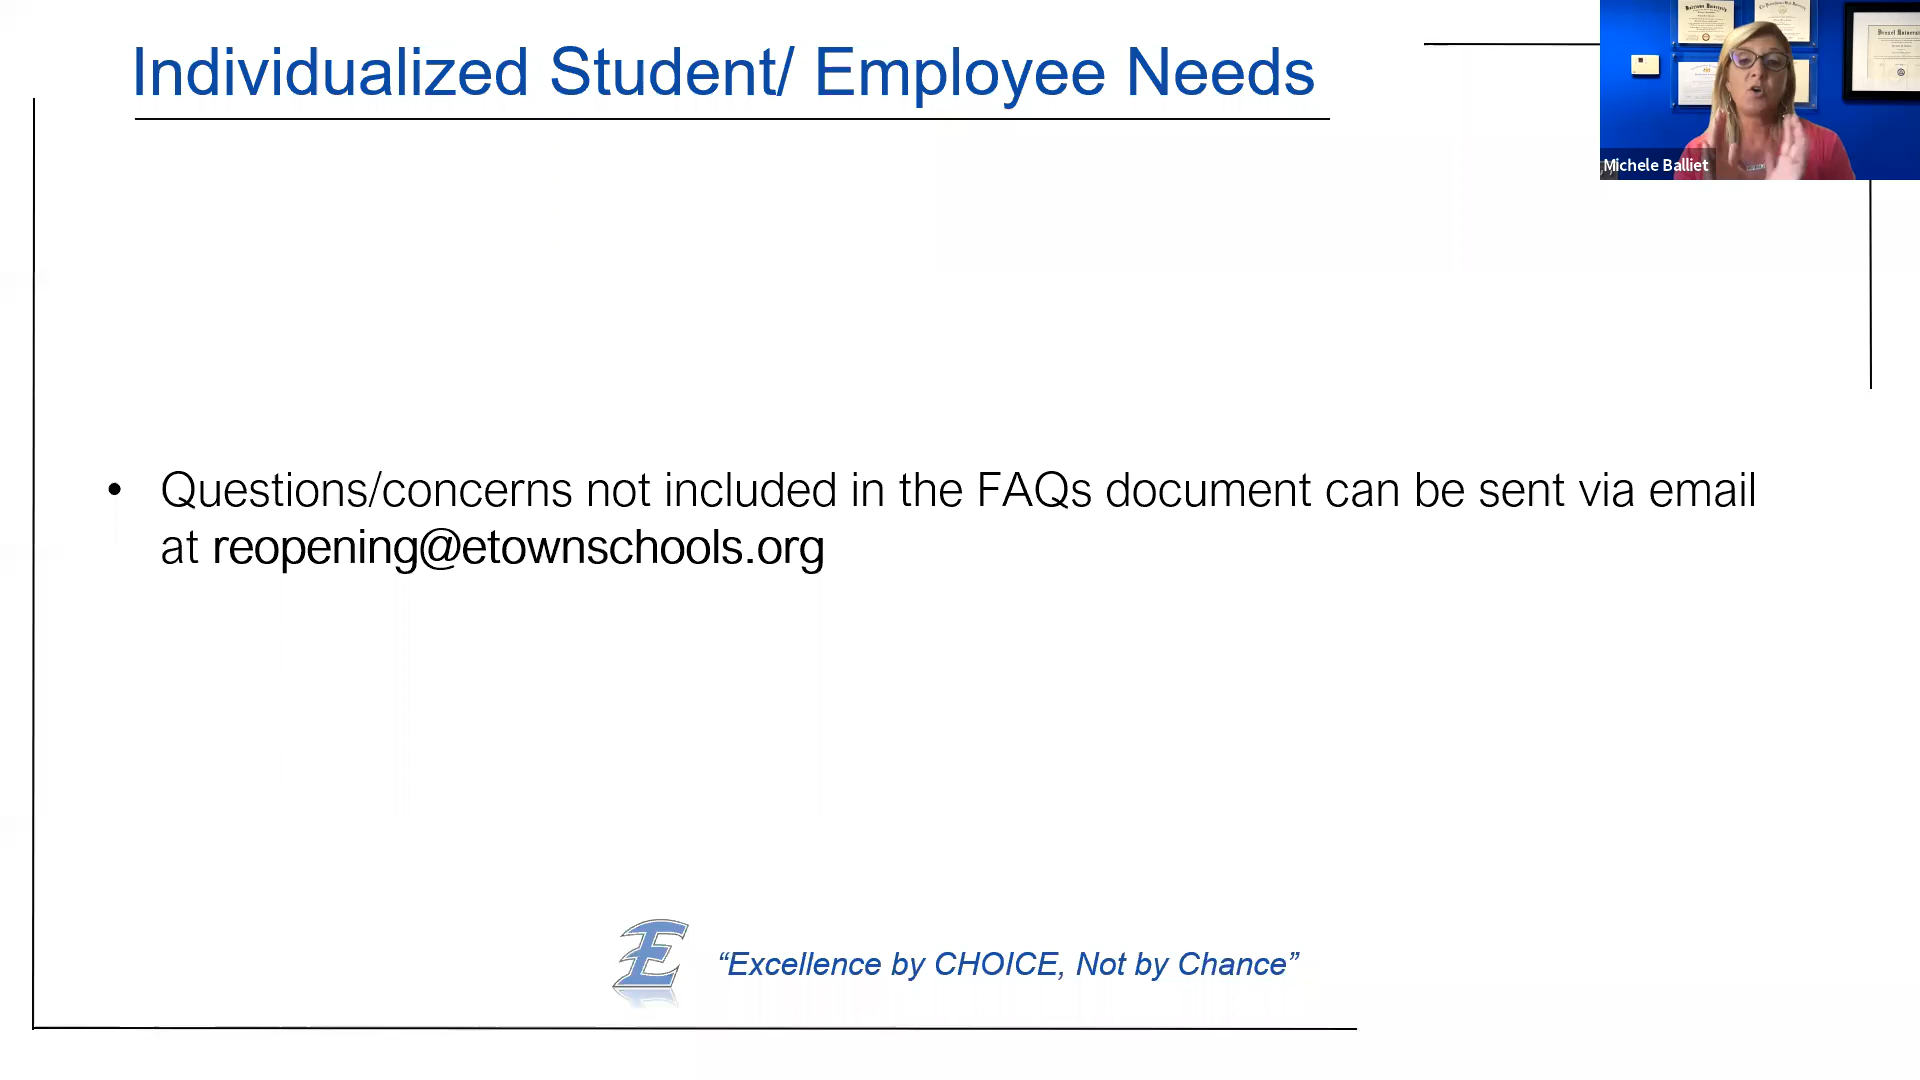 Individualized Student/ Employee Needs
Michele Balliet
• Questions/concerns not included in the FAQs document can be sent via email
at reopening@etownschools.org
E
“Excellence by CHOICE, Not by Chance”